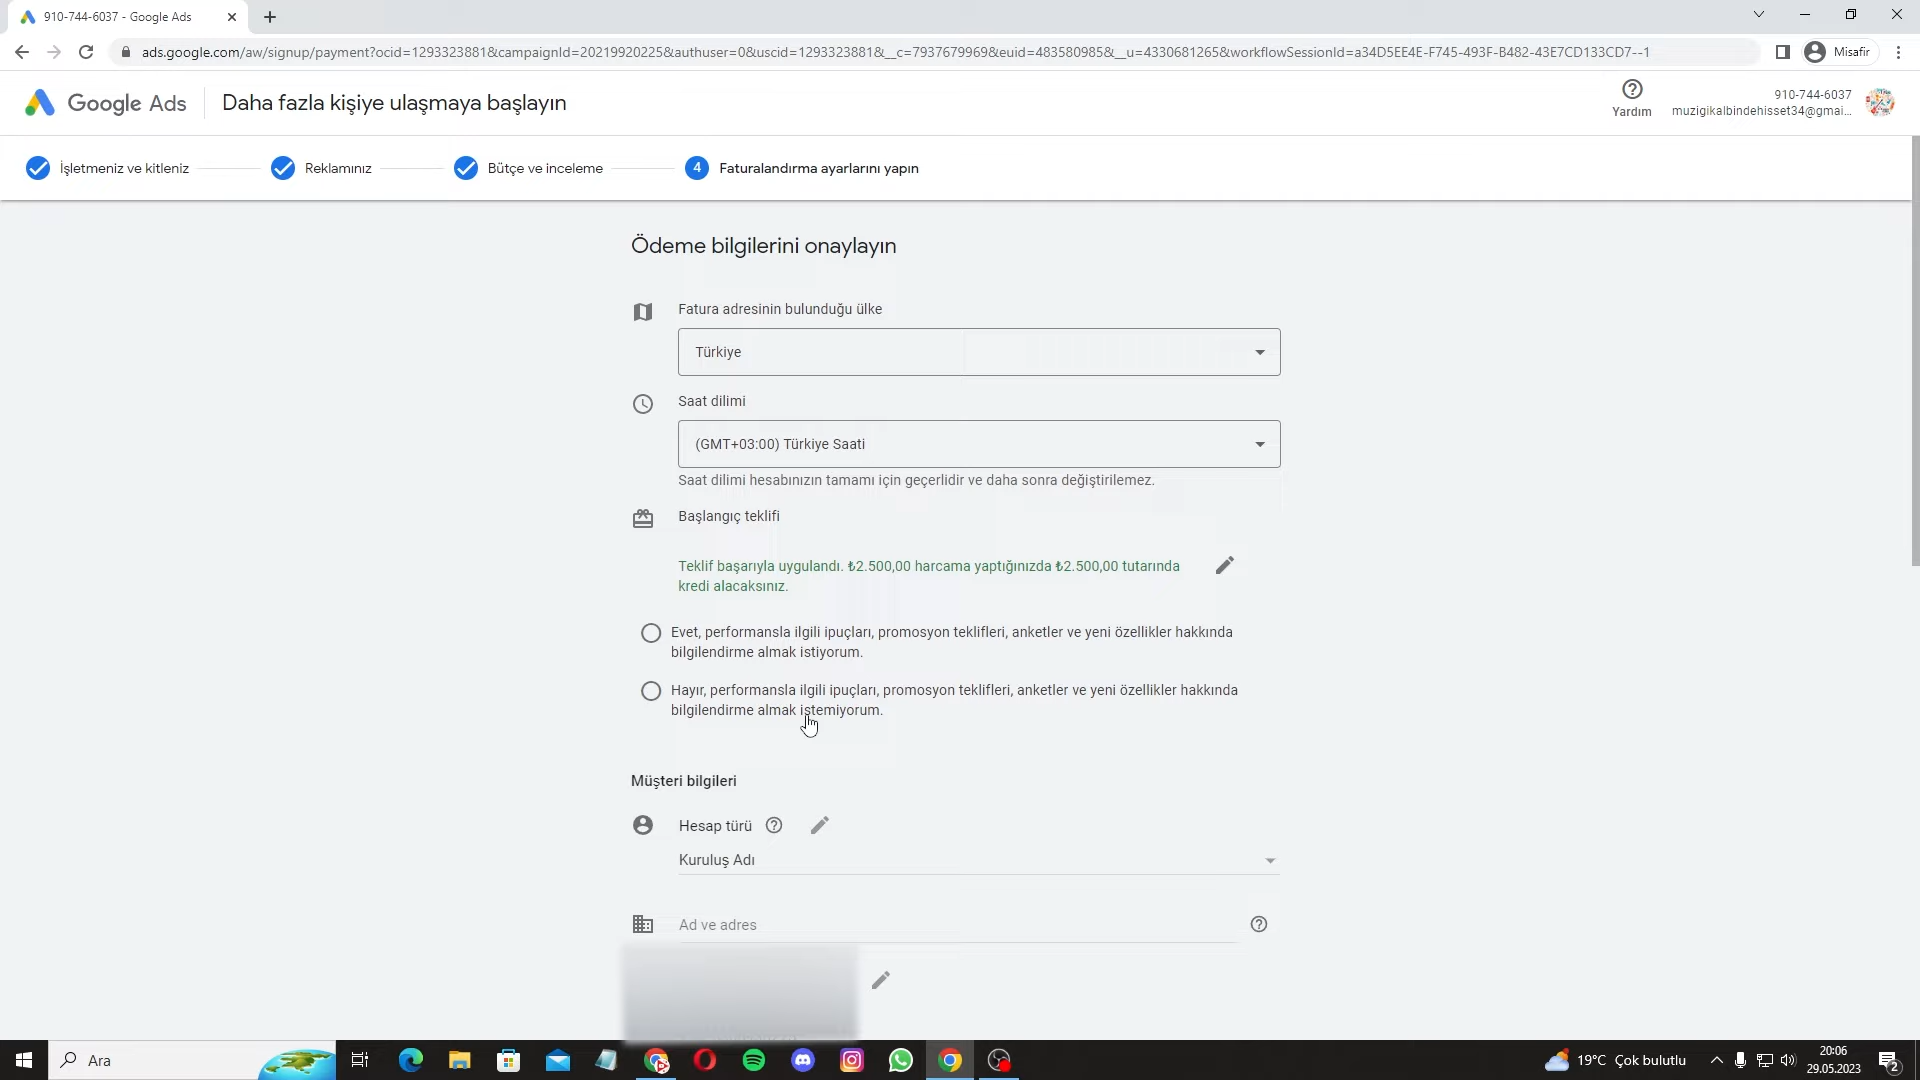 910-744-6037 - Google Ads
ads.google.com/aw/signup/payment?ocid=1293323881&campaignId=20219920225&authuser=0&uscid=1293323881&__c=7937679969&euid=483580985&__u=4330681265&workflowSessionId=a34D5EE4E-F745-493F-B482-43E7CD133CD7--1
Misafir
Google Ads
Daha fazla kişiye ulaşmaya başlayın
Yardım
910-744-6037
muzigikalbindehisset34@gmai...
İşletmeniz ve kitleniz
Reklamınız
Bütçe ve inceleme
4
Faturalandırma ayarlarını yapın
Ödeme bilgilerini onaylayın
Fatura adresinin bulunduğu ülke
Türkiye
Saat dilimi
(GMT+03:00) Türkiye Saati
Saat dilimi hesabınızın tamamı için geçerlidir ve daha sonra değiştirilemez.
Başlangıç teklifi
Teklif başarıyla uygulandı. ₺2.500,00 harcama yaptığınızda ₺2.500,00 tutarında
kredi alacaksınız.
Evet, performansla ilgili ipuçları, promosyon teklifleri, anketler ve yeni özellikler hakkında
bilgilendirme almak istiyorum.
Hayır, performansla ilgili ipuçları, promosyon teklifleri, anketler ve yeni özellikler hakkında
bilgilendirme almak istemiyorum.
Müşteri bilgileri
Hesap türü
Kuruluş Adı
Ad ve adres
Ara
19°C Çok bulutlu
20:06
29.05.2023
2